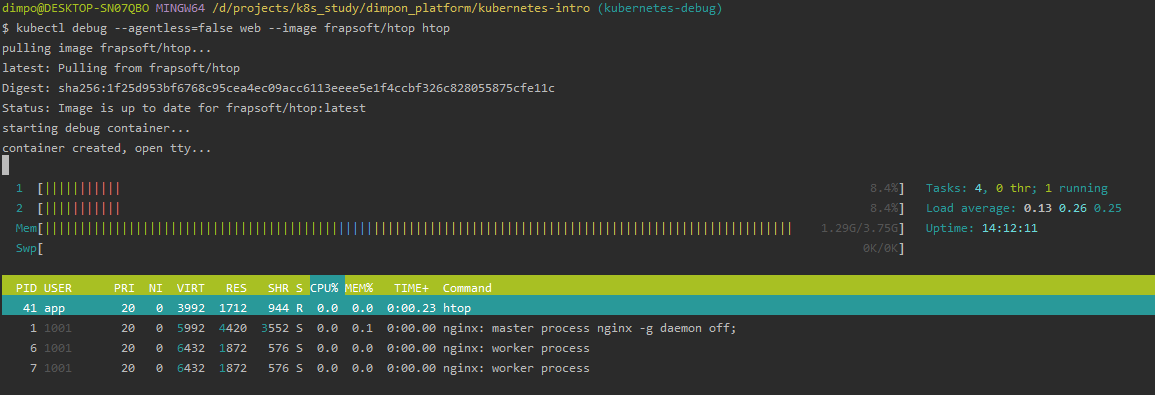 dimpo@DESKTOP-SN07QBO MINGW64 /d/projects/k8s_study/dimpon_platform/kubernetes-intro (kubernetes-debug)
$ kubectl debug --agentless=false web --image frapsoft/htop htop
pulling image frapsoft/htop...
latest: Pulling from frapsoft/htop
Digest: sha256:1f25d953bf6768c95cea4ec09acc6113eeee5e1f4ccbf326c828055875cfe11c
Status: Image is up to date for frapsoft/htop:latest
starting debug container...
container created, open tty...
1 [||||||||||| 8.4%] Tasks: 4, 0 thr; 1 running
2 [||||||||||| 8.4%] Load average: 0.13 0.26 0.25
Mem[||||||||||||||||||||||||||||||||||||||||||||||||||||||||||||||||||||||||||||||||||||||||||||||||||||||||||| 1.29G/3.75G] Uptime: 14:12:11
Swp[ 0K/0K]
PID USER PRI NI VIRT RES SHR S CPU% MEM% TIME+ Command
41 app 20 0 3992 1712 944 R 0.0 0.0 0:00.23 htop
1 1001 20 0 5992 4420 3552 S 0.0 0.1 0:00.00 nginx: master process nginx -g daemon off;
6 1001 20 0 6432 1872 576 S 0.0 0.0 0:00.00 nginx: worker process
7 1001 20 0 6432 1872 576 S 0.0 0.0 0:00.00 nginx: worker process